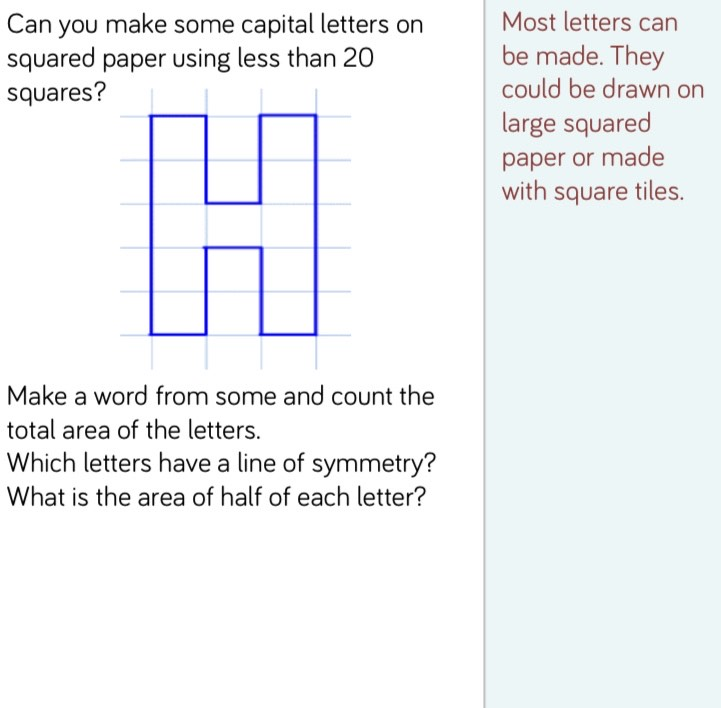 Can you make some capital letters on
squared paper using less than 20
squares?
Make a word from some and count the
total area of the letters.
Which letters have a line of symmetry?
What is the area of half of each letter?
Most letters can
be made. They
could be drawn on
large squared
paper or made
with square tiles.